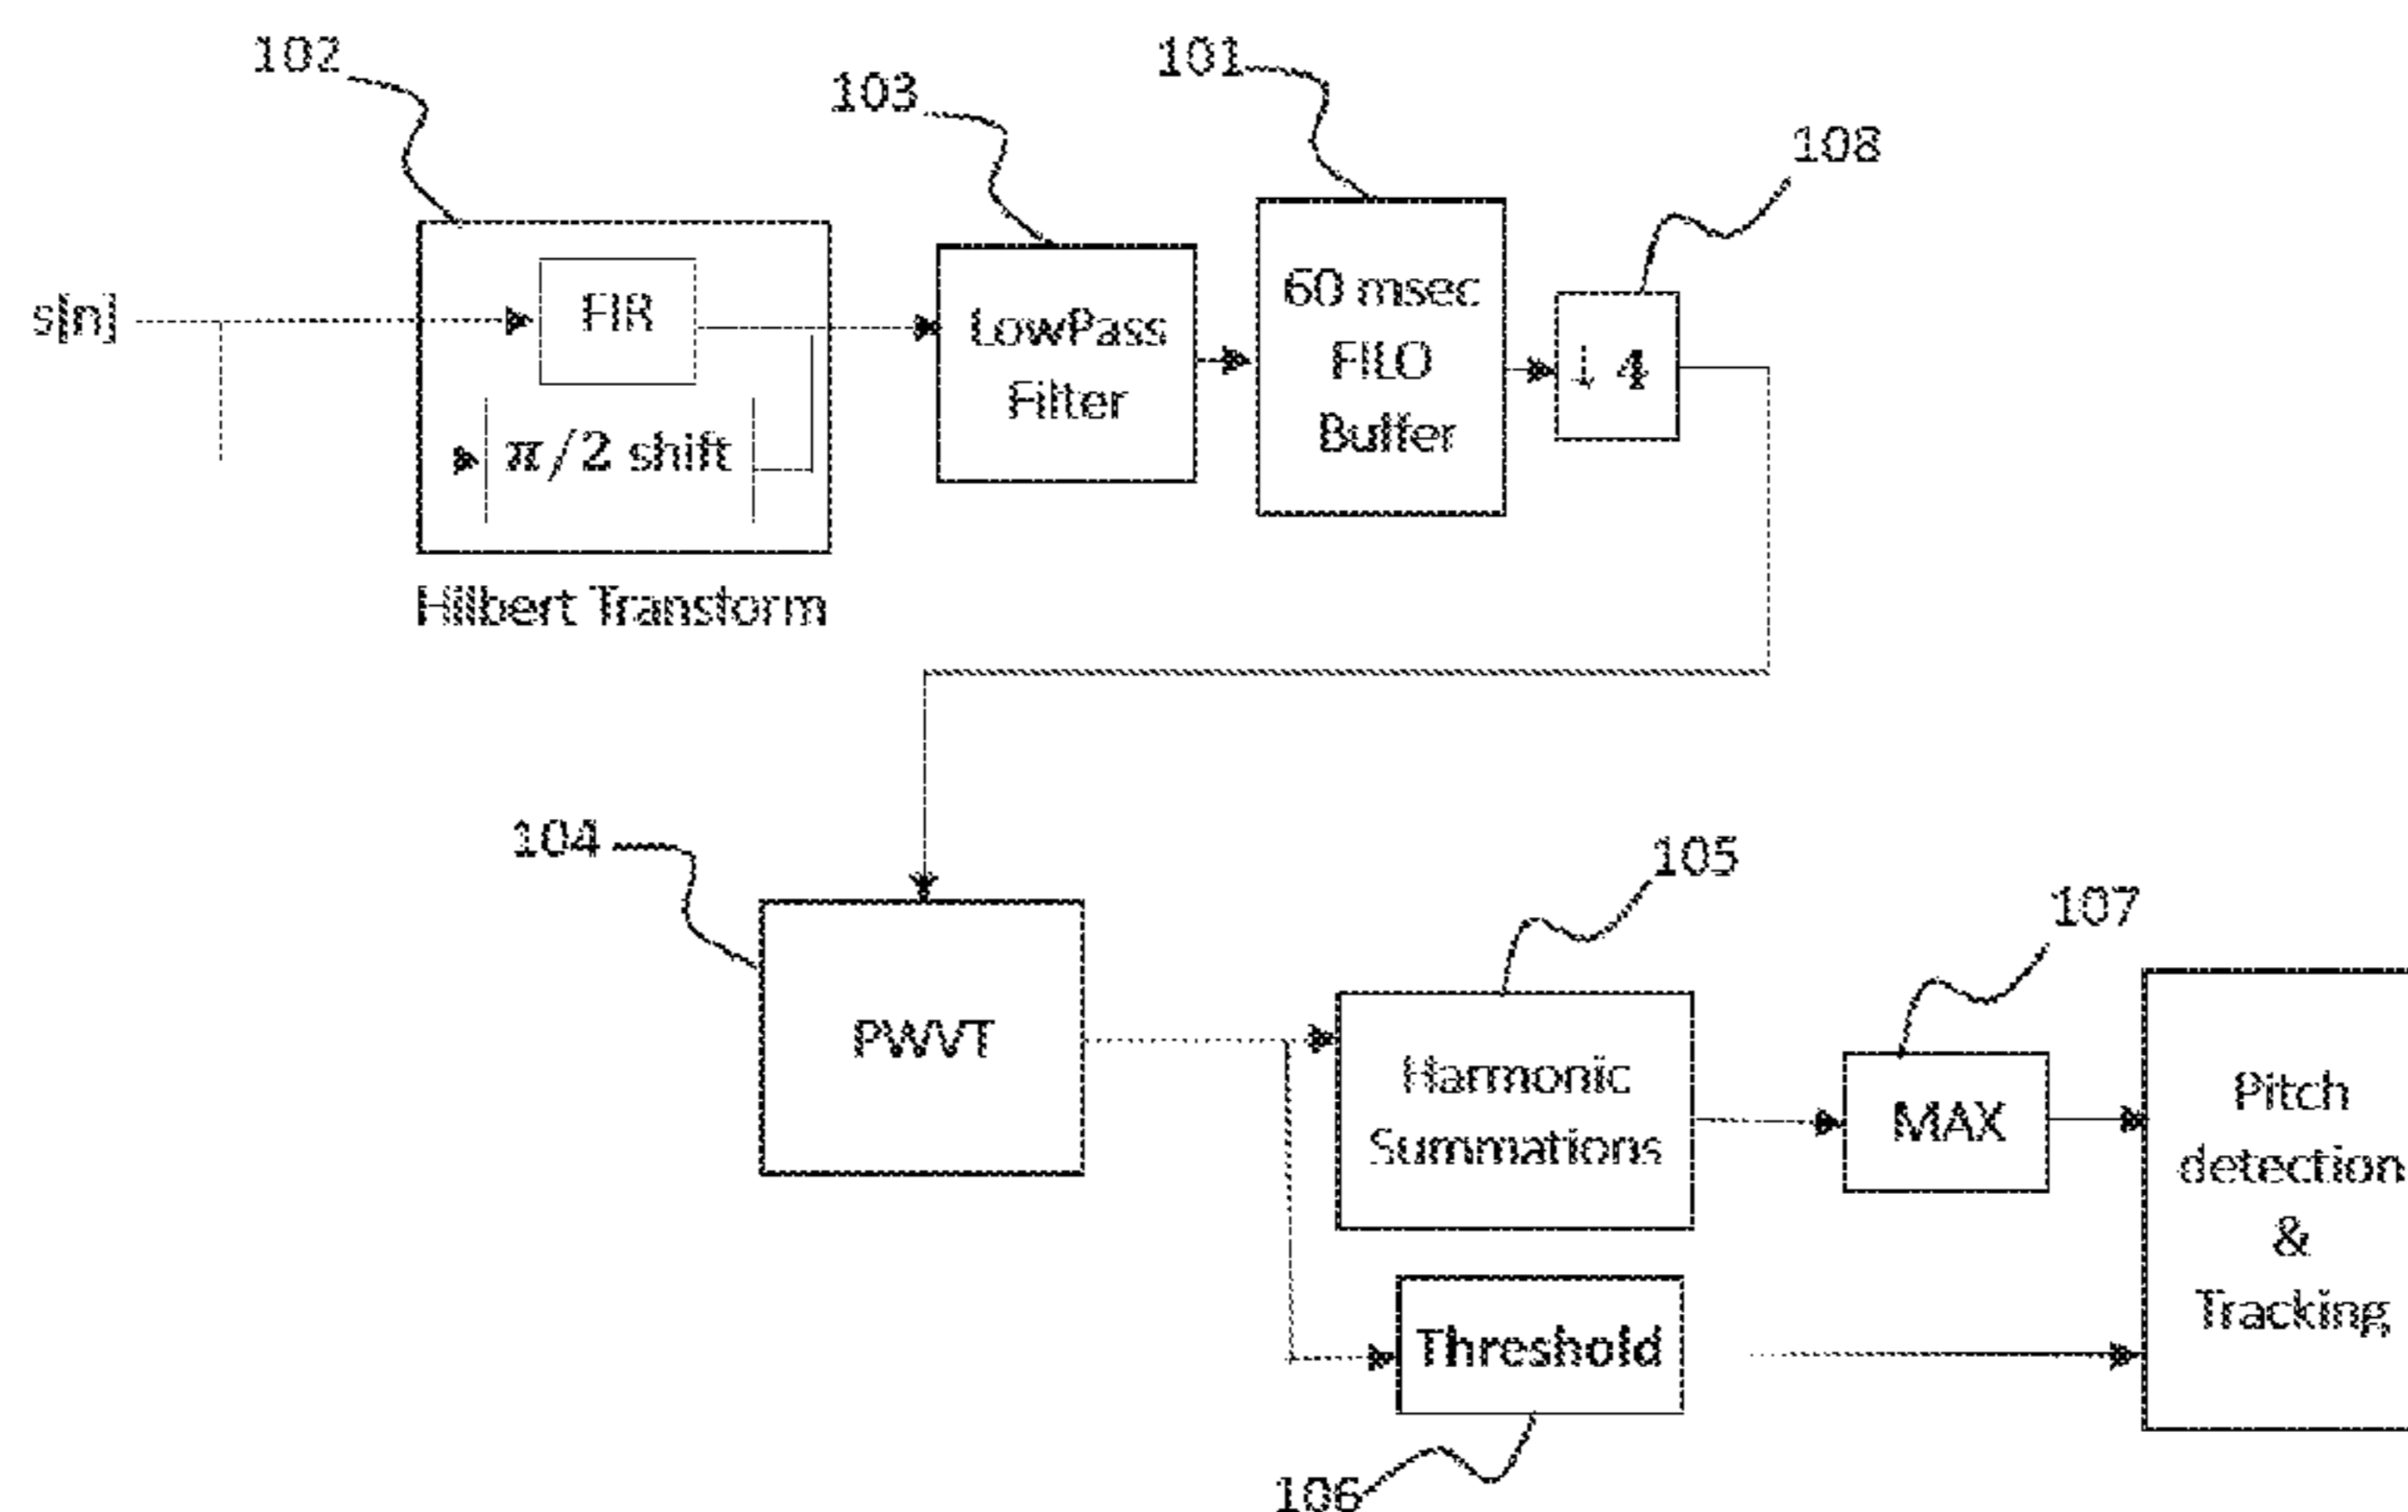 102
103
101
108
s[n]
FIR
π/2 shift
Hilbert Transform
LowPass
Filter
60 msec
FILO
Buffer
↓ 4
104
105
107
PWVT
Harmonic
Summations
MAX
Pitch
detection
&
Tracking
Threshold
106